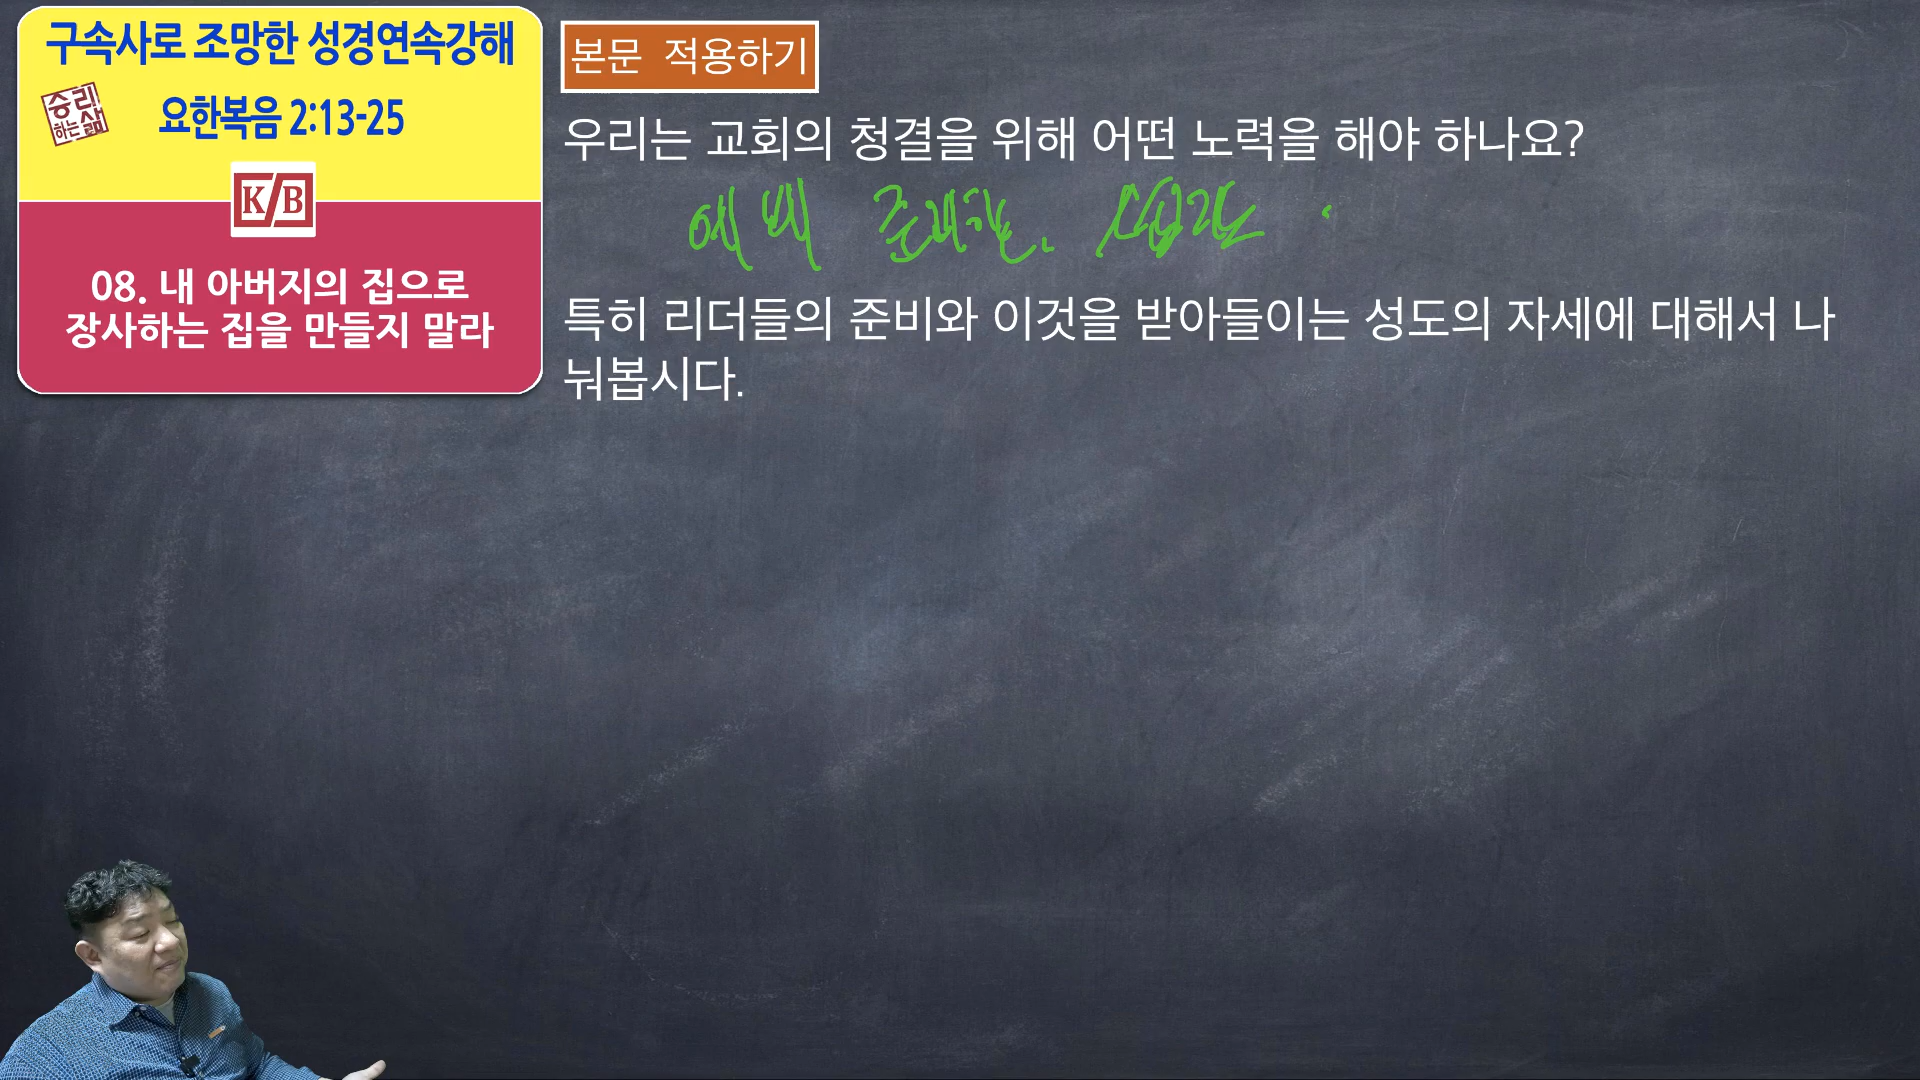 구속사로 조망한 성경연속강해
승리
하는 삶
요한복음 2:13-25
K/B
08. 내 아버지의 집으로
장사하는 집을 만들지 말라
본문 적용하기
우리는 교회의 청결을 위해 어떤 노력을 해야 하나요?
예배
특히 리더들의 준비와 이것을 받아들이는 성도의 자세에 대해서 나
눠봅시다.